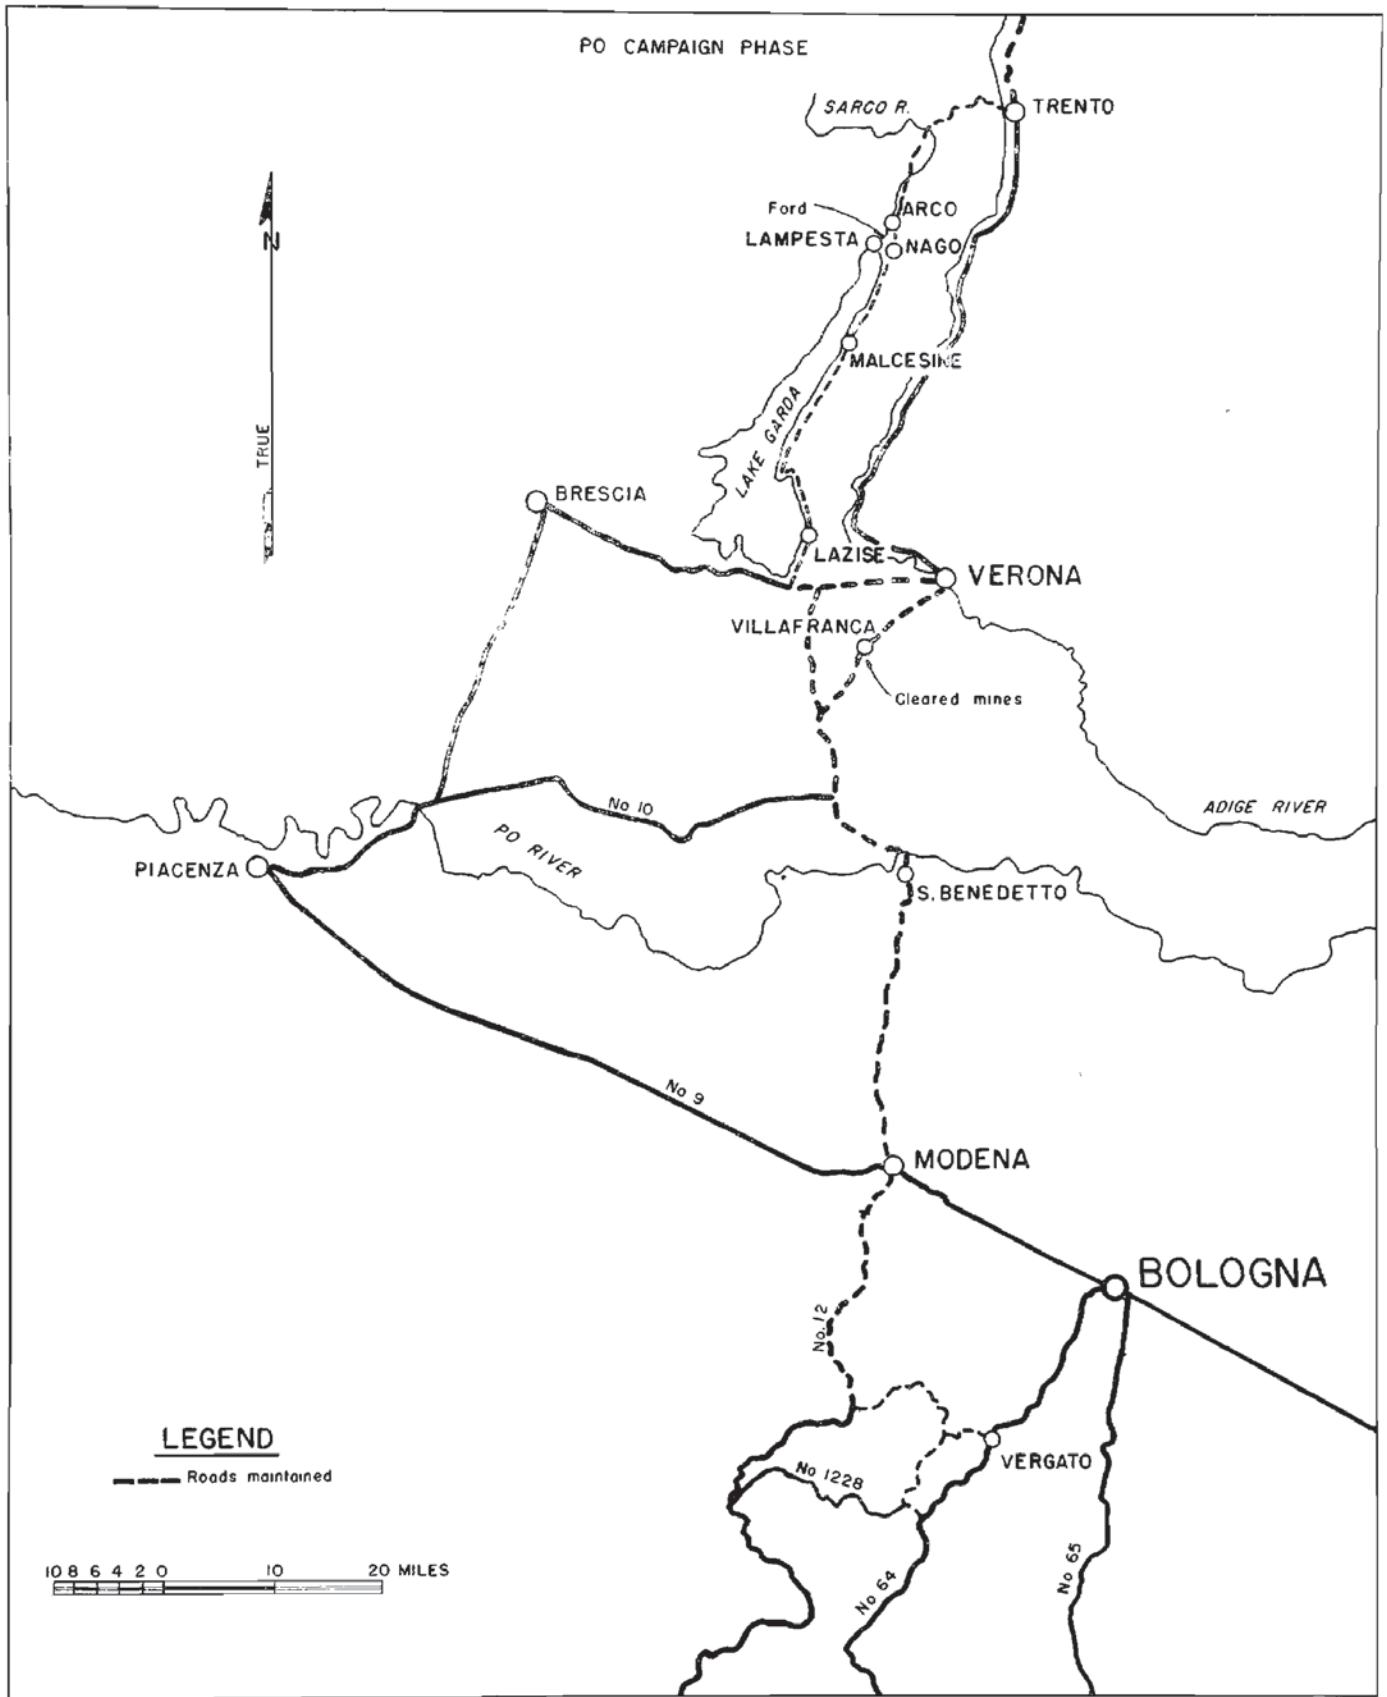 PO CAMPAIGN PHASE
SARCO R.
TRENTO
Ford
ARCO
LAMPESTA
NAGO
N
MALCESINE
TRUE
LAKE GARDA
BRESCIA
LAZISE
VERONA
VILLAFRANCA
Cleared mines
No 10
ADIGE RIVER
PO RIVER
PIACENZA
S. BENEDETTO
No 9
MODENA
BOLOGNA
No. 12
LEGEND
Roads maintained
VERGATO
No 1228
No 65
No 64
10 8 6 4 2 0 10 20 MILES